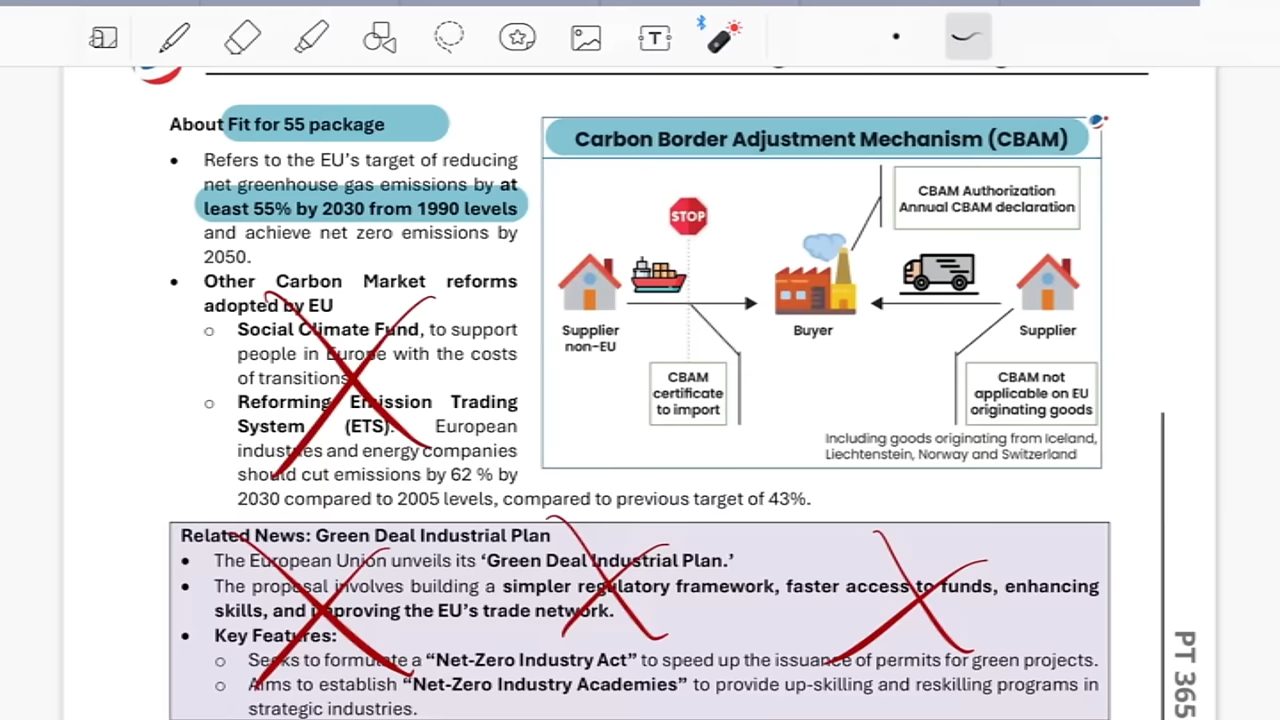 About Fit for 55 package
• Refers to the EU's target of reducing
net greenhouse gas emissions by at
least 55% by 2030 from 1990 levels
and achieve net zero emissions by
2050.
• Other Carbon Market reforms
adopted by EU
o Social Climate Fund, to support
people in Europe with the costs
of transitions.
o Reforming Emission Trading
System (ETS): European
industries and energy companies
should cut emissions by 62 % by
2030 compared to 2005 levels, compared to previous target of 43%.
Carbon Border Adjustment Mechanism (CBAM)
CBAM Authorization
Annual CBAM declaration
STOP
Supplier
non-EU
Buyer
Supplier
CBAM
certificate
to import
CBAM not
applicable on EU
originating goods
Including goods originating from Iceland,
Liechtenstein, Norway and Switzerland
Related News: Green Deal Industrial Plan
• The European Union unveils its ‘Green Deal Industrial Plan.’
• The proposal involves building a simpler regulatory framework, faster access to funds, enhancing
skills, and improving the EU's trade network.
• Key Features:
o Seeks to formulate a “Net-Zero Industry Act” to speed up the issuance of permits for green projects.
o Aims to establish “Net-Zero Industry Academies” to provide up-skilling and reskilling programs in
strategic industries.
PT 365